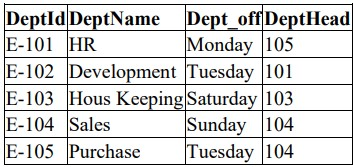 DeptId DeptName Dept_off DeptHead
E-101 HR Monday 105
E-102 Development Tuesday 101
E-103 Hous Keeping Saturday 103
E-104 Sales Sunday 104
E-105 Purchase Tuesday 104